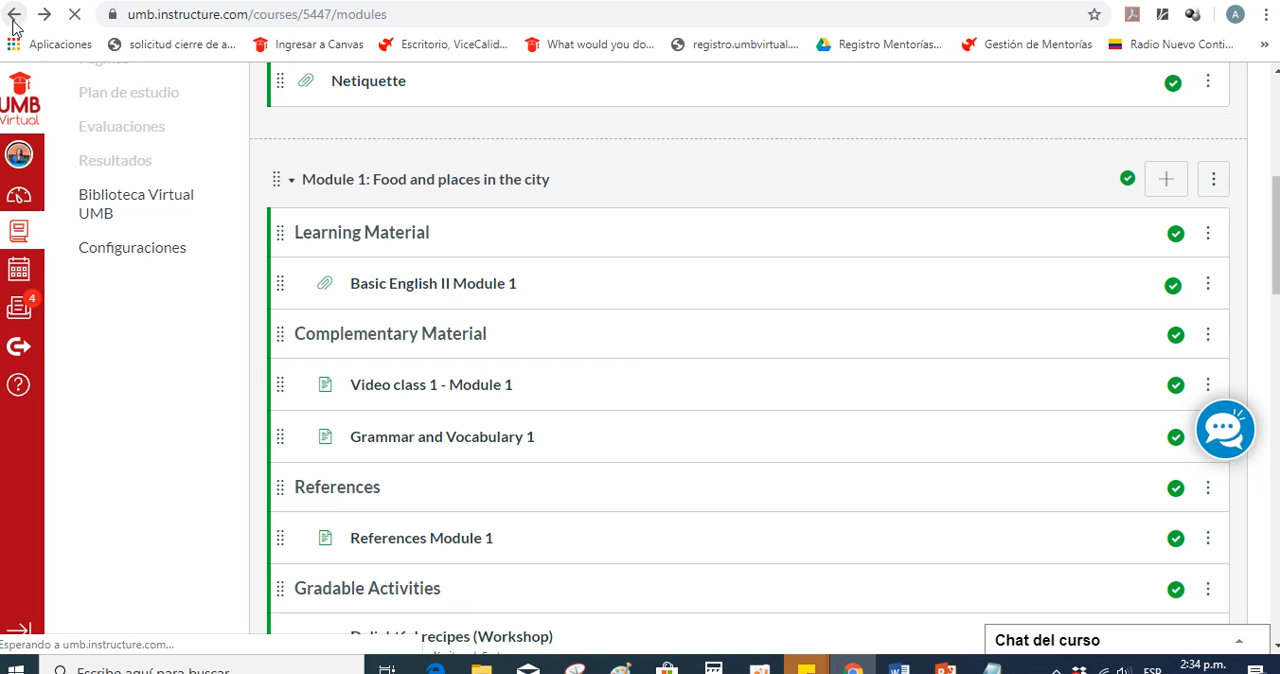 umb.instructure.com/courses/5447/modules
A
Aplicaciones solicitud cierre de a... Ingresar a Canvas Escritorio, ViceCalid... What would you do... registro.umbvirtual.... Registro Mentorías... Gestión de Mentorías Radio Nuevo Conti... »
UMB
Virtual
Páginas
Plan de estudio
Evaluaciones
Resultados
Biblioteca Virtual
UMB
Configuraciones
4
Netiquette
Module 1: Food and places in the city
Learning Material
Basic English II Module 1
Complementary Material
Video class 1 - Module 1
Grammar and Vocabulary 1
References
References Module 1
Gradable Activities
Delightful recipes (Workshop)
Chat del curso
Esperando a umb.instructure.com...
Escribe aquí para buscar
ESP
2:34 p.m.